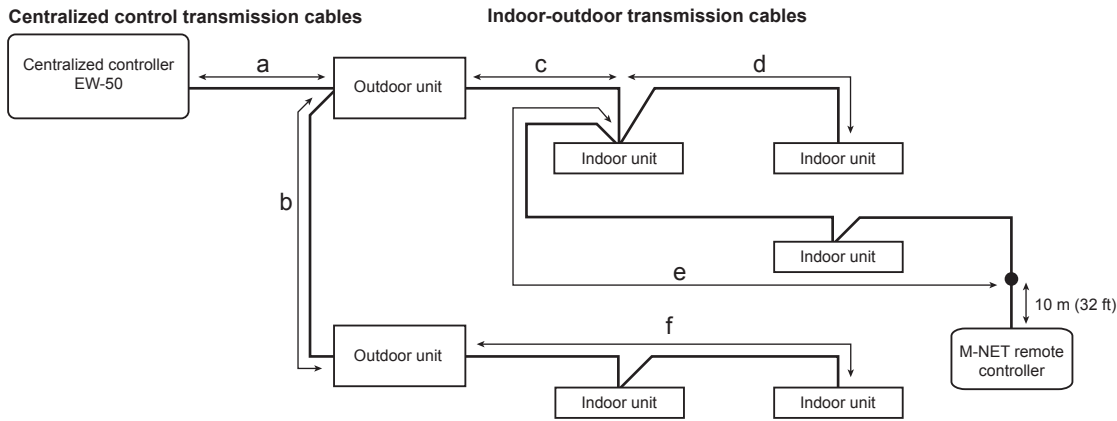 Centralized control transmission cables
Indoor-outdoor transmission cables
Centralized controller
EW-50
a
Outdoor unit
c
d
Indoor unit
Indoor unit
b
Indoor unit
e
10 m (32 ft)
f
M-NET remote
controller
Outdoor unit
Indoor unit
Indoor unit